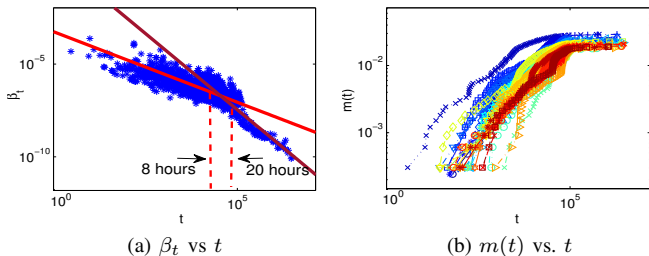 10^-5
10^-10
β_t
8 hours
20 hours
10^0
10^5
t
(a) β_t vs t
10^-2
10^-3
m(t)
10^0
10^5
t
(b) m(t) vs. t